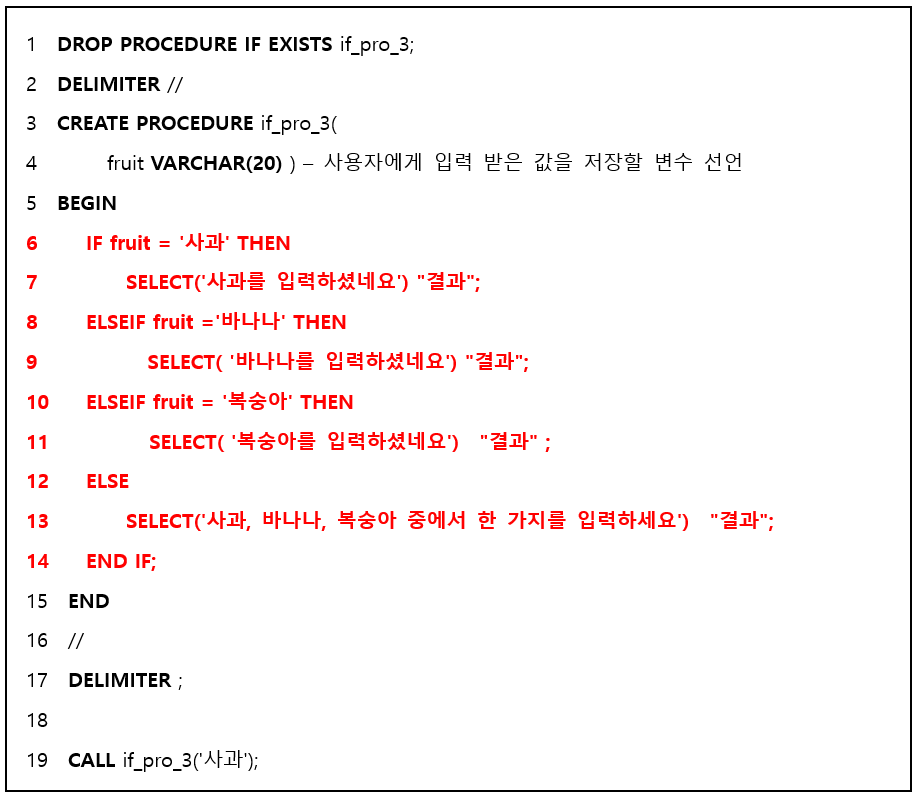 1 DROP PROCEDURE IF EXISTS if_pro_3;
2 DELIMITER //
3 CREATE PROCEDURE if_pro_3(
4 fruit VARCHAR(20) ) – 사용자에게 입력 받은 값을 저장할 변수 선언
5 BEGIN
6 IF fruit = '사과' THEN
7 SELECT('사과를 입력하셨네요') "결과";
8 ELSEIF fruit ='바나나' THEN
9 SELECT( '바나나를 입력하셨네요') "결과";
10 ELSEIF fruit = '복숭아' THEN
11 SELECT( '복숭아를 입력하셨네요') "결과" ;
12 ELSE
13 SELECT('사과, 바나나, 복숭아 중에서 한 가지를 입력하세요') "결과";
14 END IF;
15 END
16 //
17 DELIMITER ;
18
19 CALL if_pro_3('사과');